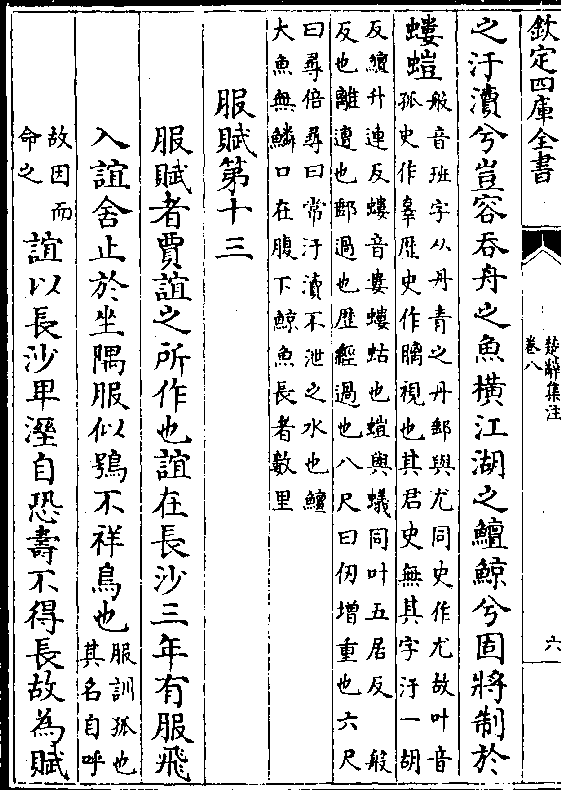 欽定四庫全書
楚辭集注
卷八
六
之汙瀆兮豈容吞舟之魚橫江湖之鱣鯨兮固將制於
螻螘
般音班字从丹青之丹郵與尤同史作尤故叶音
孤史作辜歴史作瞝視也其君史無其字汙一胡
反續升連反螻音婁螻蛄也螘與蟻同叶五居反 般
反也離遭也郵過也歴經過也八尺曰仞增重也六尺
曰尋倍尋曰常汙瀆不泄之水也鱣
大魚無鱗口在腹下鯨魚長者數里
服賦第十三
服賦者賈誼之所作也誼在長沙三年有服飛
入誼舍止於坐隅服似鴞不祥鳥也
服訓孤也
其名自呼
故因而
命之
誼以長沙卑溼自恐壽不得長故為賦